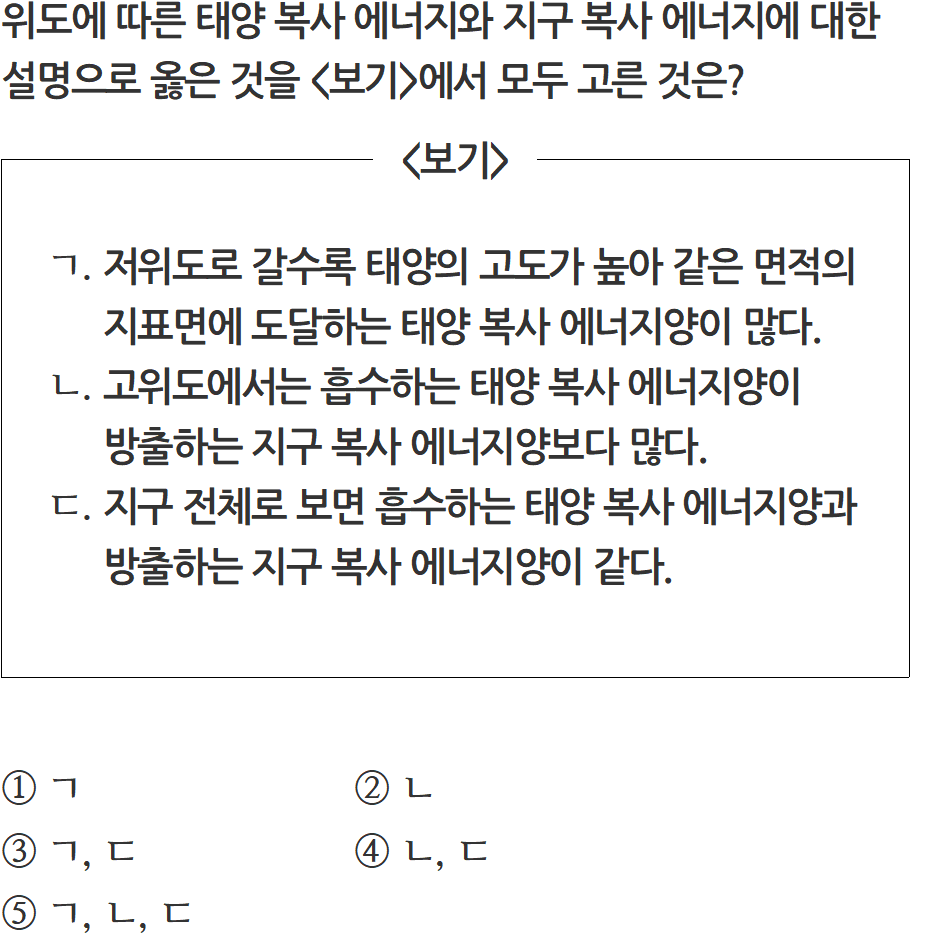 위도에 따른 태양 복사 에너지와 지구 복사 에너지에 대한
설명으로 옳은 것을 <보기>에서 모두 고른 것은?
<보기>
ㄱ. 저위도로 갈수록 태양의 고도가 높아 같은 면적의
지표면에 도달하는 태양 복사 에너지양이 많다.
ㄴ. 고위도에서는 흡수하는 태양 복사 에너지양이
방출하는 지구 복사 에너지양보다 많다.
ㄷ. 지구 전체로 보면 흡수하는 태양 복사 에너지양과
방출하는 지구 복사 에너지양이 같다.
① ㄱ ② ㄴ
③ ㄱ, ㄷ ④ ㄴ, ㄷ
⑤ ㄱ, ㄴ, ㄷ